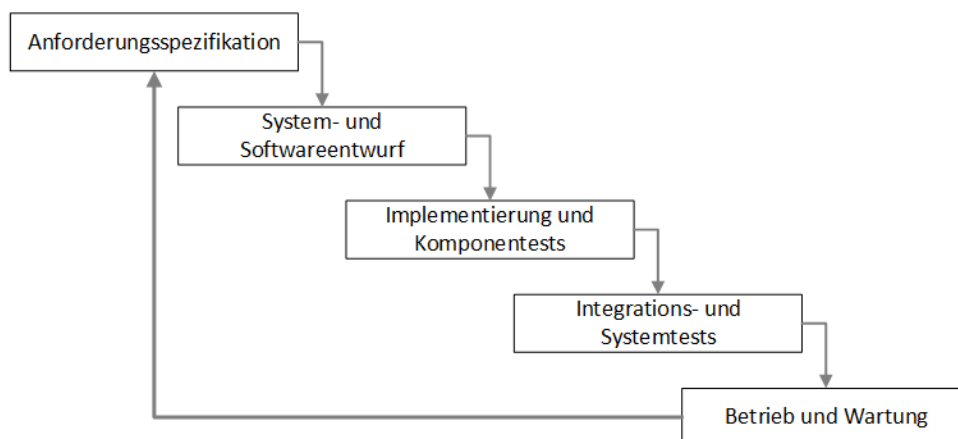 Anforderungsspezifikation
System- und
Softwareentwurf
Implementierung und
Komponentests
Integrations- und
Systemtests
Betrieb und Wartung